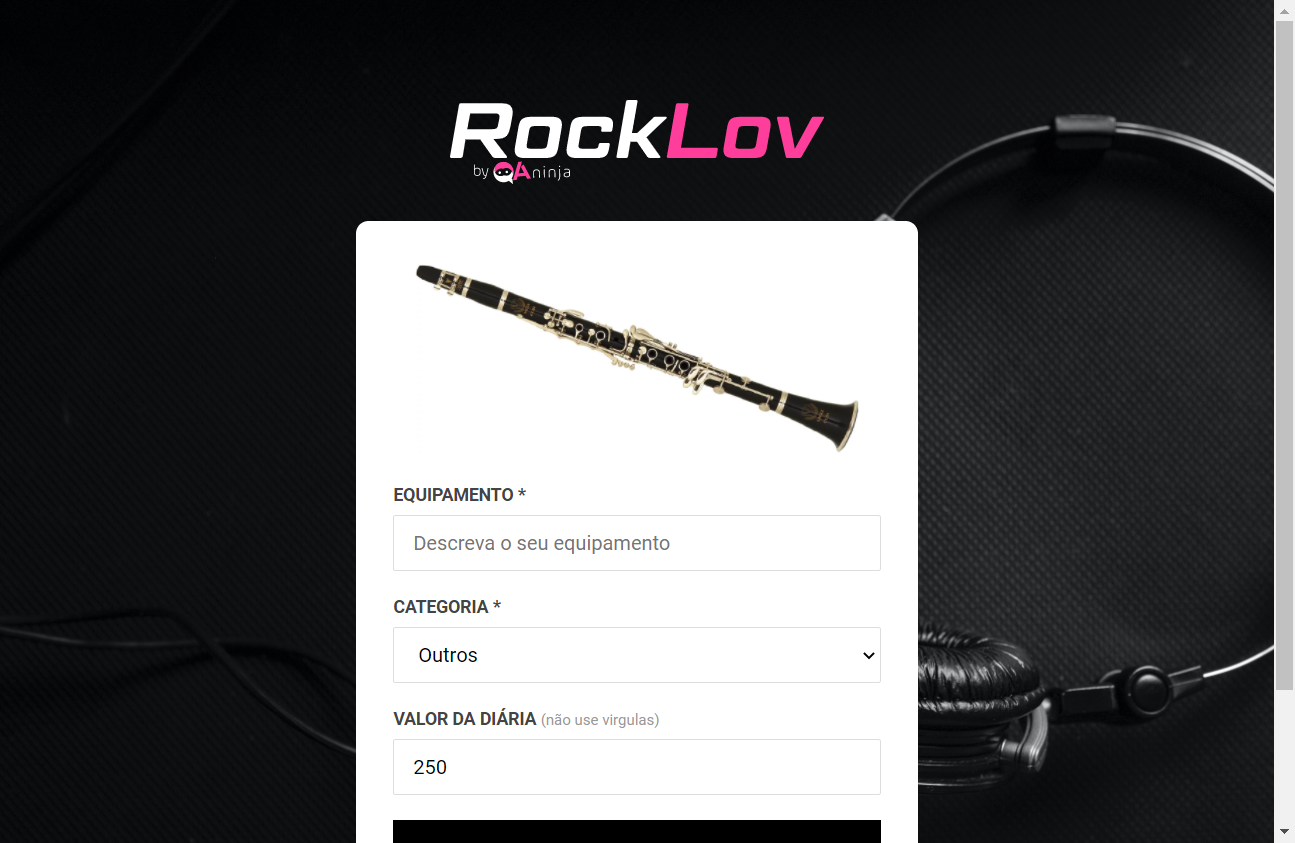 RockLov
by QAninja
EQUIPAMENTO *
Descreva o seu equipamento
CATEGORIA *
Outros
VALOR DA DIÁRIA (não use virgulas)
250